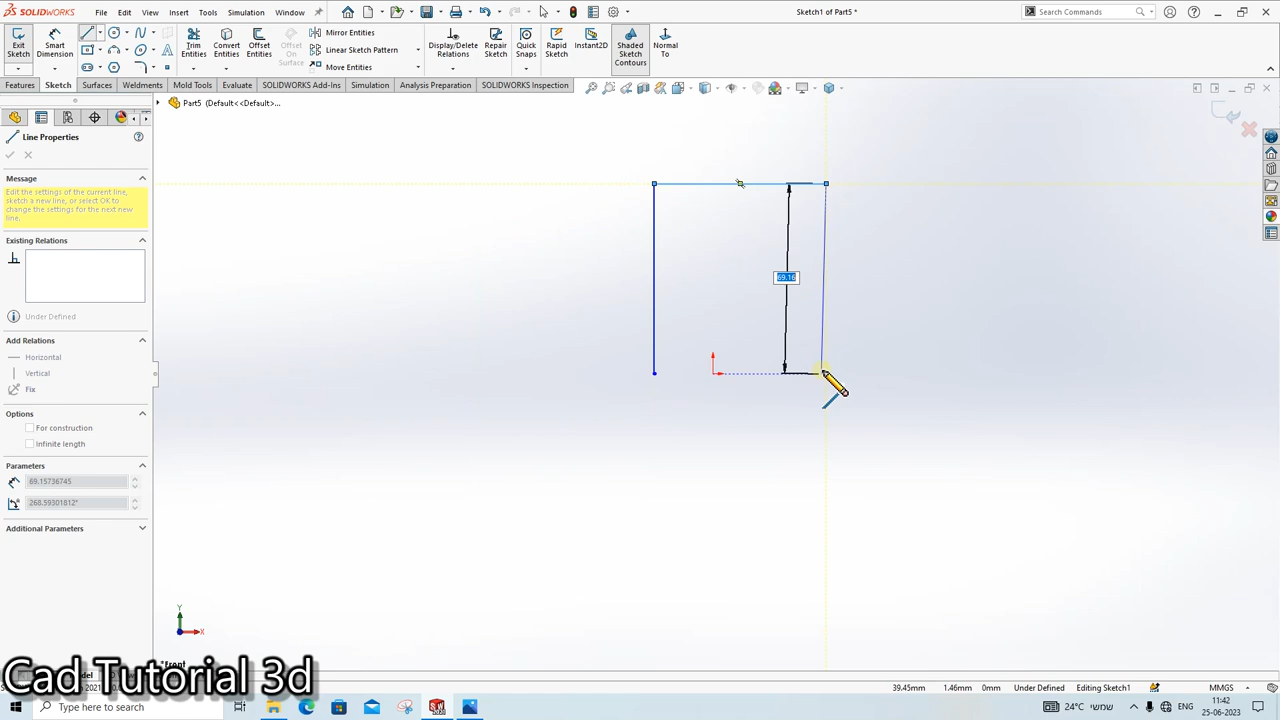 SOLIDWORKS File Edit View Insert Tools Simulation Window Sketch1 of Part5 * Search Commands
Exit Sketch Smart Dimension Trim Entities Convert Entities Offset Entities Offset On Surface Mirror Entities Linear Sketch Pattern Move Entities Display/Delete Relations Repair Sketch Quick Snaps Rapid Sketch Instant2D Shaded Sketch Contours Normal To
Features Sketch Surfaces Weldments Mold Tools Evaluate SOLIDWORKS Add-Ins Simulation Analysis Preparation SOLIDWORKS Inspection
Part5 (Default<<Default>...
Line Properties
Message
Edit the settings of the current line, sketch a new line, or select OK to change the settings for the next new line.
Existing Relations
69.16
Under Defined
Add Relations
Horizontal
Vertical
Fix
Options
For construction
Infinite length
Parameters
69.15736745
268.59301812°
Additional Parameters
Y
X
*Front
Cad Tutorial 3d
39.45mm 1.46mm 0mm Under Defined Editing Sketch1 MMGS
Type here to search
24°C שמשי ENG 11:42
25-06-2023